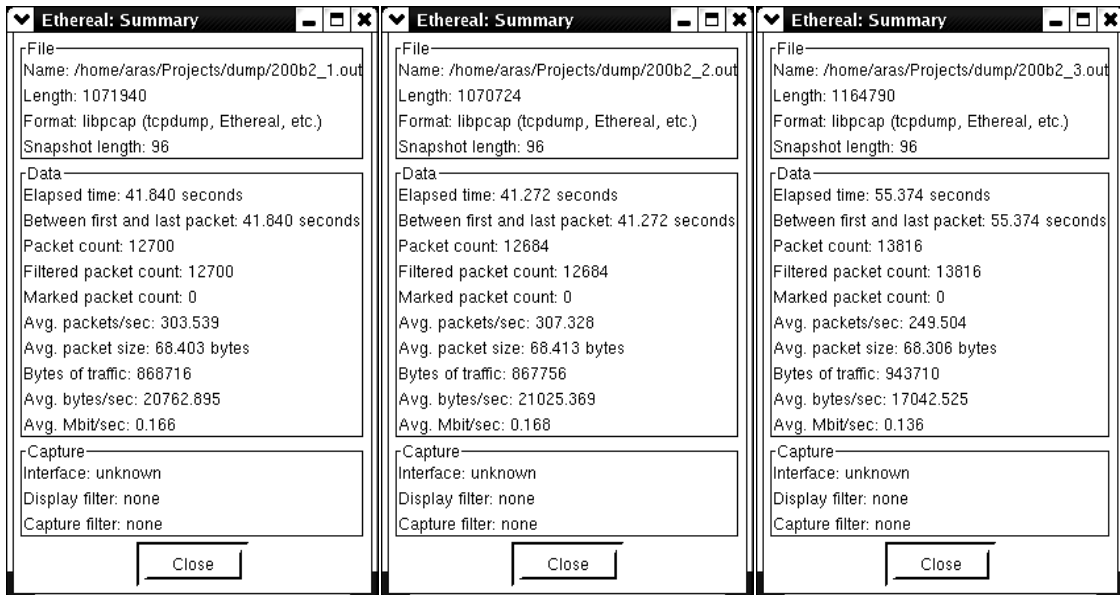 Ethereal: Summary
File
Name: /home/aras/Projects/dump/200b2_1.out
Length: 1071940
Format: libpcap (tcpdump, Ethereal, etc.)
Snapshot length: 96
Data
Elapsed time: 41.840 seconds
Between first and last packet: 41.840 seconds
Packet count: 12700
Filtered packet count: 12700
Marked packet count: 0
Avg. packets/sec: 303.539
Avg. packet size: 68.403 bytes
Bytes of traffic: 868716
Avg. bytes/sec: 20762.895
Avg. Mbit/sec: 0.166
Capture
Interface: unknown
Display filter: none
Capture filter: none
Close
Ethereal: Summary
File
Name: /home/aras/Projects/dump/200b2_2.out
Length: 1070724
Format: libpcap (tcpdump, Ethereal, etc.)
Snapshot length: 96
Data
Elapsed time: 41.272 seconds
Between first and last packet: 41.272 seconds
Packet count: 12684
Filtered packet count: 12684
Marked packet count: 0
Avg. packets/sec: 307.328
Avg. packet size: 68.413 bytes
Bytes of traffic: 867756
Avg. bytes/sec: 21025.369
Avg. Mbit/sec: 0.168
Capture
Interface: unknown
Display filter: none
Capture filter: none
Close
Ethereal: Summary
File
Name: /home/aras/Projects/dump/200b2_3.out
Length: 1164790
Format: libpcap (tcpdump, Ethereal, etc.)
Snapshot length: 96
Data
Elapsed time: 55.374 seconds
Between first and last packet: 55.374 seconds
Packet count: 13816
Filtered packet count: 13816
Marked packet count: 0
Avg. packets/sec: 249.504
Avg. packet size: 68.306 bytes
Bytes of traffic: 943710
Avg. bytes/sec: 17042.525
Avg. Mbit/sec: 0.136
Capture
Interface: unknown
Display filter: none
Capture filter: none
Close